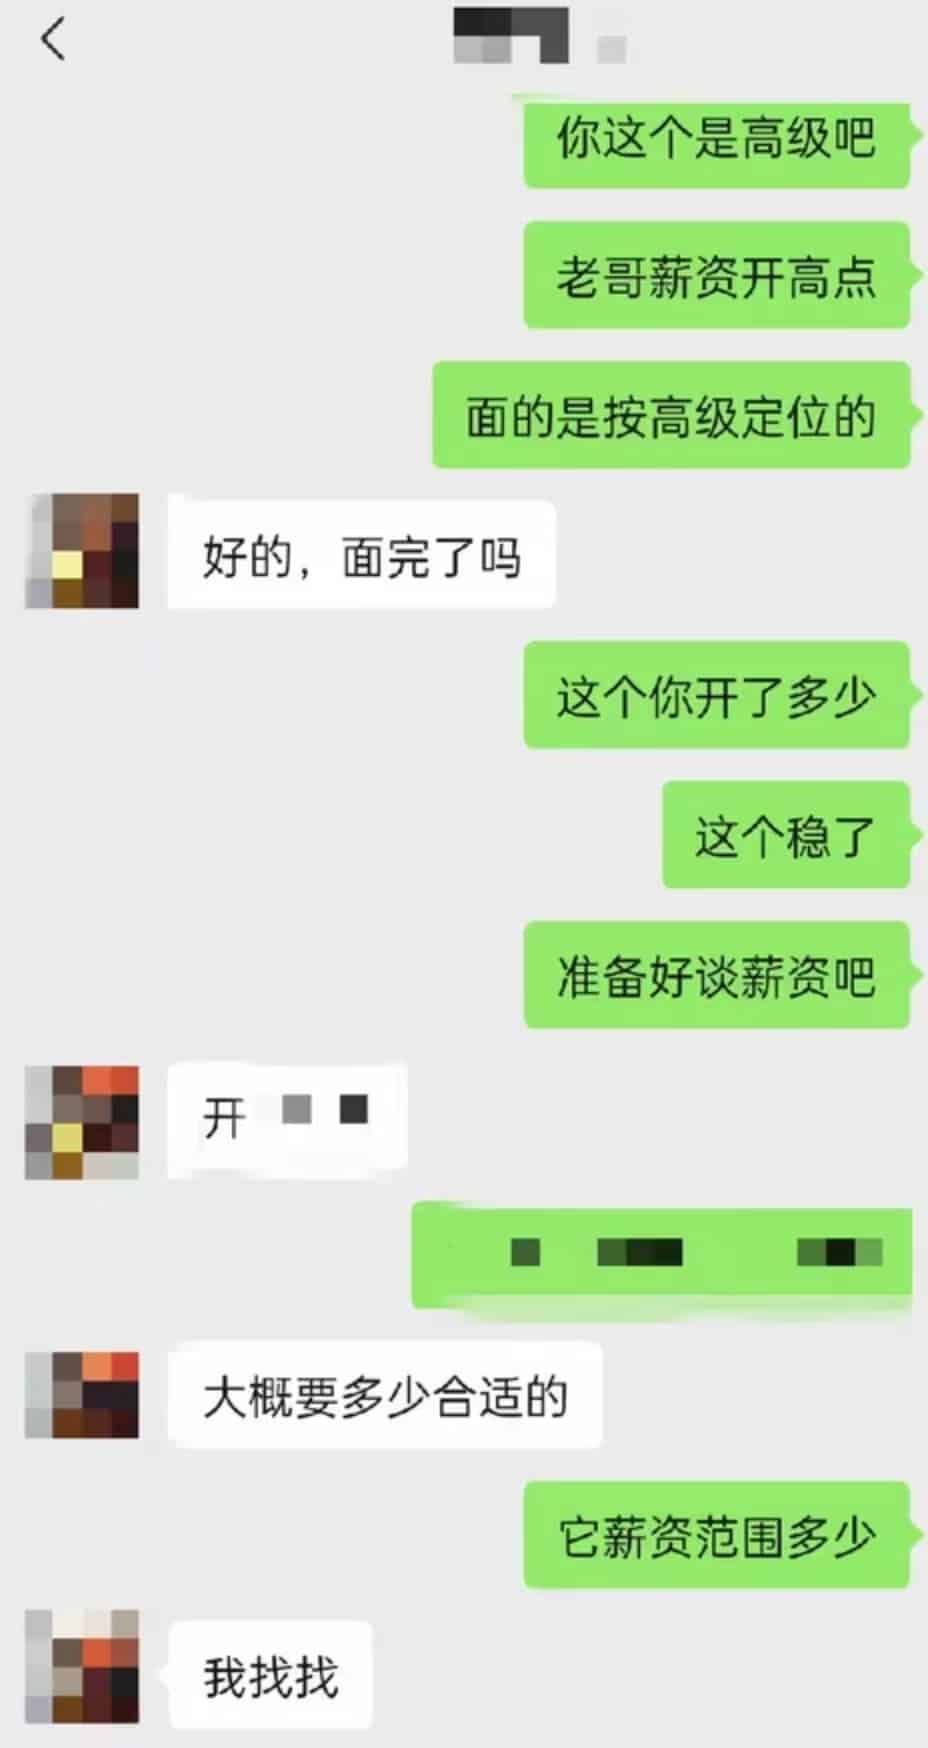 你这个是高级吧
老哥薪资开高点
面的是按高级定位的
好的，面完了吗
这个你开了多少
这个稳了
准备好谈薪资吧
开
大概要多少合适的
它薪资范围多少
我找找